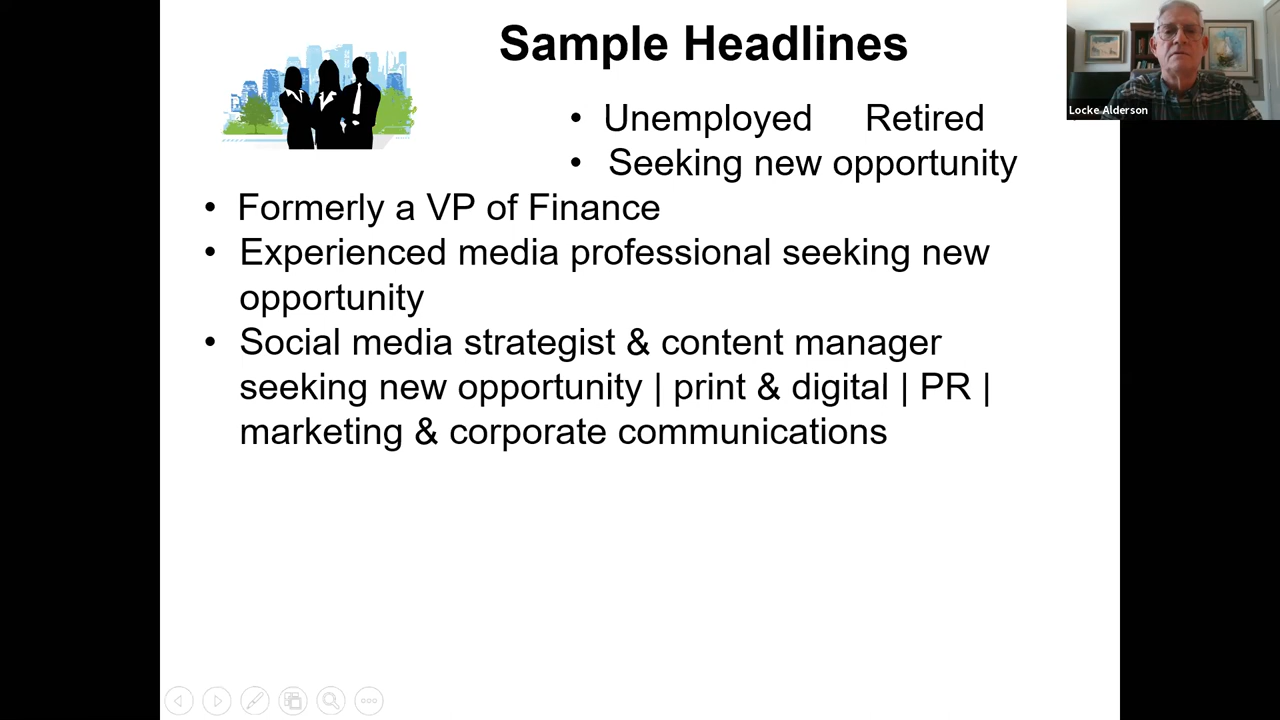 Sample Headlines
Locke Alderson
• Unemployed Retired
• Seeking new opportunity
• Formerly a VP of Finance
• Experienced media professional seeking new
opportunity
• Social media strategist & content manager
seeking new opportunity | print & digital | PR |
marketing & corporate communications